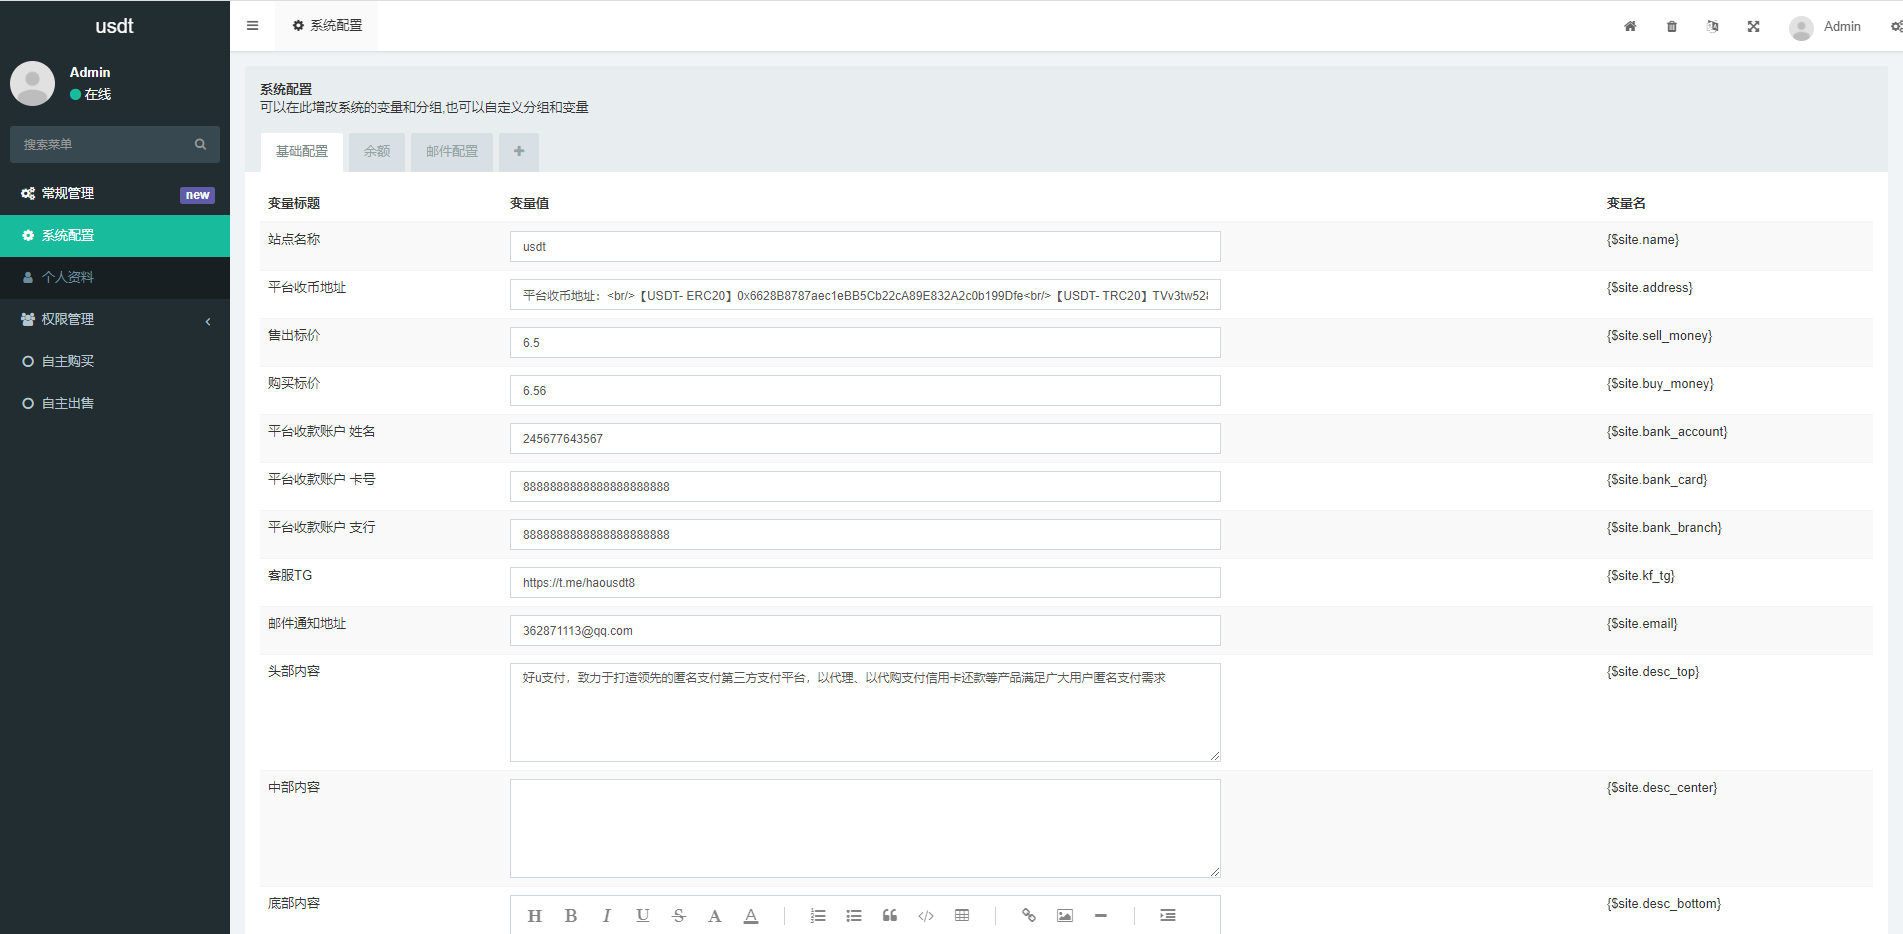 usdt
系统配置
Admin
Admin
在线
搜索菜单
常规管理 new
系统配置
个人资料
权限管理
自主购买
自主出售
系统配置
可以在此增改系统的变量和分组,也可以自定义分组和变量
基础配置 余额 邮件配置
变量标题 变量值 变量名
站点名称 usdt {$site.name}
平台收币地址 平台收币地址：<br/>【USDT- ERC20】0x6628B8787aec1eBB5Cb22cA89E832A2c0b199Dfe<br/>【USDT- TRC20】TVv3tw528 {$site.address}
售出标价 6.5 {$site.sell_money}
购买标价 6.56 {$site.buy_money}
平台收款账户 姓名 245677643567 {$site.bank_account}
平台收款账户 卡号 8888888888888888888888 {$site.bank_card}
平台收款账户 支行 8888888888888888888888 {$site.bank_branch}
客服TG https://t.me/haousdt8 {$site.kf_tg}
邮件通知地址 362871113@qq.com {$site.email}
头部内容 好u支付，致力于打造领先的匿名支付第三方支付平台，以代理、以代购支付信用卡还款等产品满足广大用户匿名支付需求 {$site.desc_top}
中部内容 {$site.desc_center}
底部内容 {$site.desc_bottom}